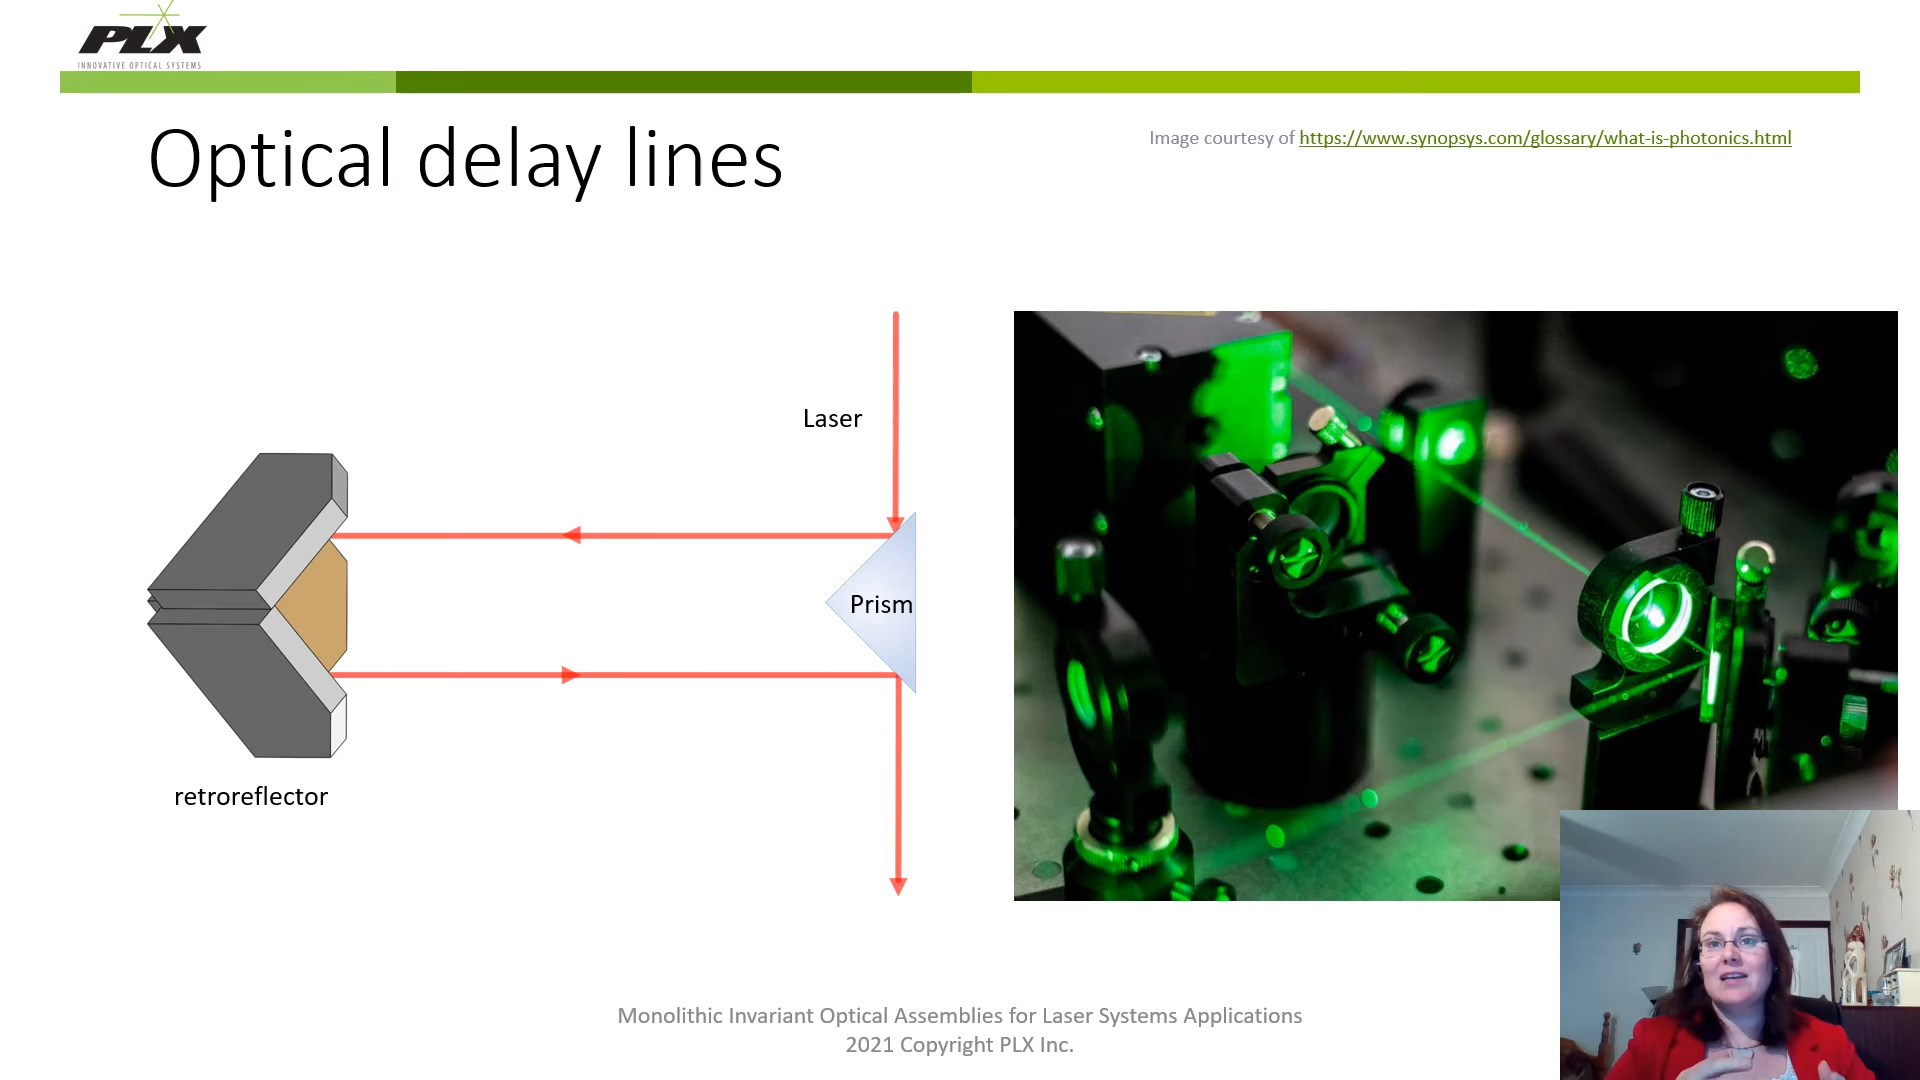 PLX
INNOVATIVE OPTICAL SYSTEMS
Optical delay lines
Image courtesy of https://www.synopsys.com/glossary/what-is-photonics.html
Laser
Prism
retroreflector
Monolithic Invariant Optical Assemblies for Laser Systems Applications
2021 Copyright PLX Inc.